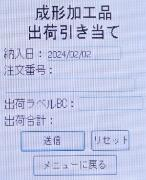 成形加工品
出荷引き当て
納入日：2024/02/02
注文番号：
出荷ラベルBC：
出荷合計：
送信 リセット
メニューに戻る